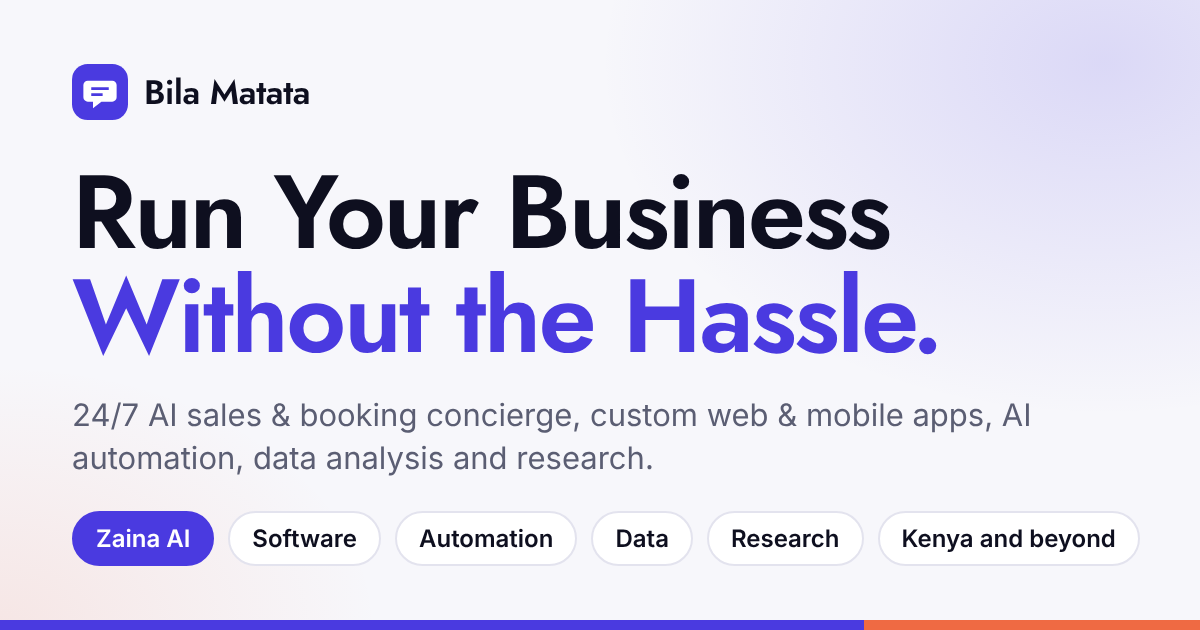 Bila Matata
Run Your Business
Without the Hassle.
24/7 AI sales & booking concierge, custom web & mobile apps, AI
automation, data analysis and research.
Zaina AI Software Automation Data Research Kenya and beyond